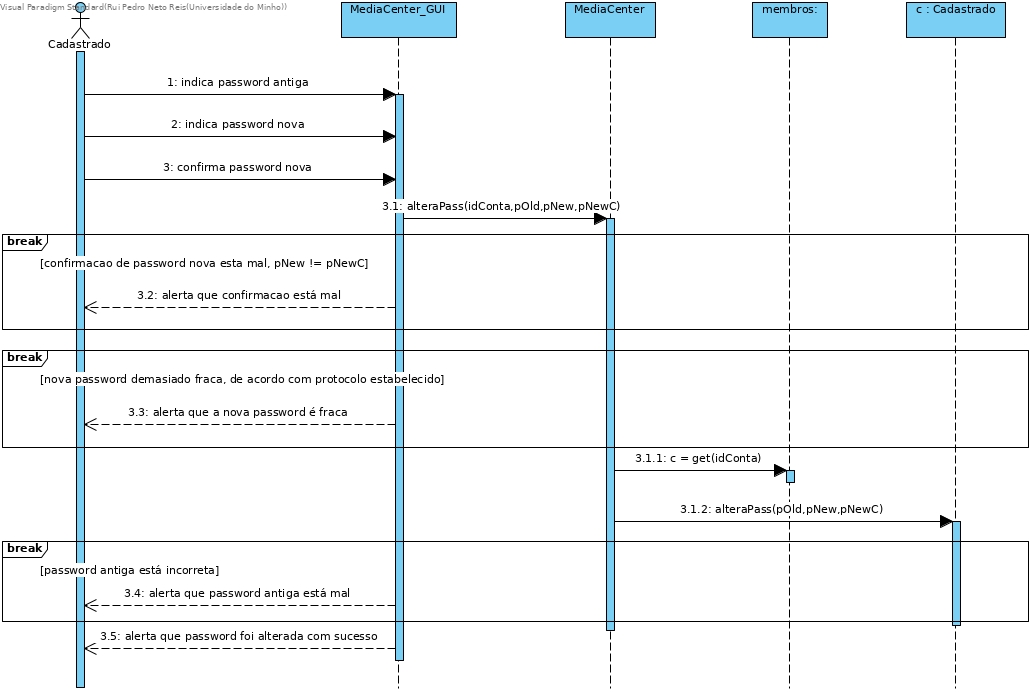 Visual Paradigm Standard(Rui Pedro Neto Reis(Universidade do Minho))
MediaCenter_GUI
MediaCenter
membros:
c : Cadastrado
Cadastrado
1: indica password antiga
2: indica password nova
3: confirma password nova
3.1: alteraPass(idConta,pOld,pNew,pNewC)
break
[confirmacao de password nova esta mal, pNew != pNewC]
3.2: alerta que confirmacao está mal
break
[nova password demasiado fraca, de acordo com protocolo estabelecido]
3.3: alerta que a nova password é fraca
3.1.1: c = get(idConta)
3.1.2: alteraPass(pOld,pNew,pNewC)
break
[password antiga está incorreta]
3.4: alerta que password antiga está mal
3.5: alerta que password foi alterada com sucesso